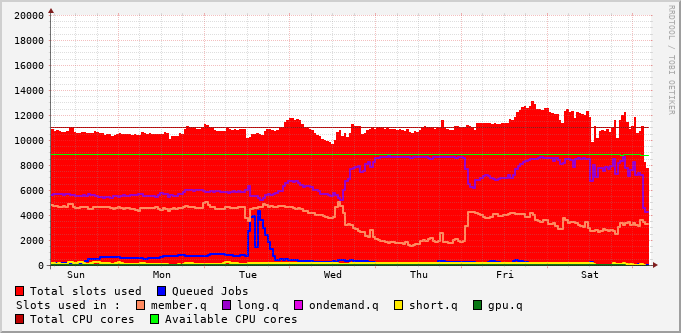 RRDTOOL / TOBI OETIKER
20000
18000
16000
14000
12000
10000
8000
6000
4000
2000
0
Sun Mon Tue Wed Thu Fri Sat
Total slots used Queued Jobs
Slots used in : member.q long.q ondemand.q short.q gpu.q
Total CPU cores Available CPU cores